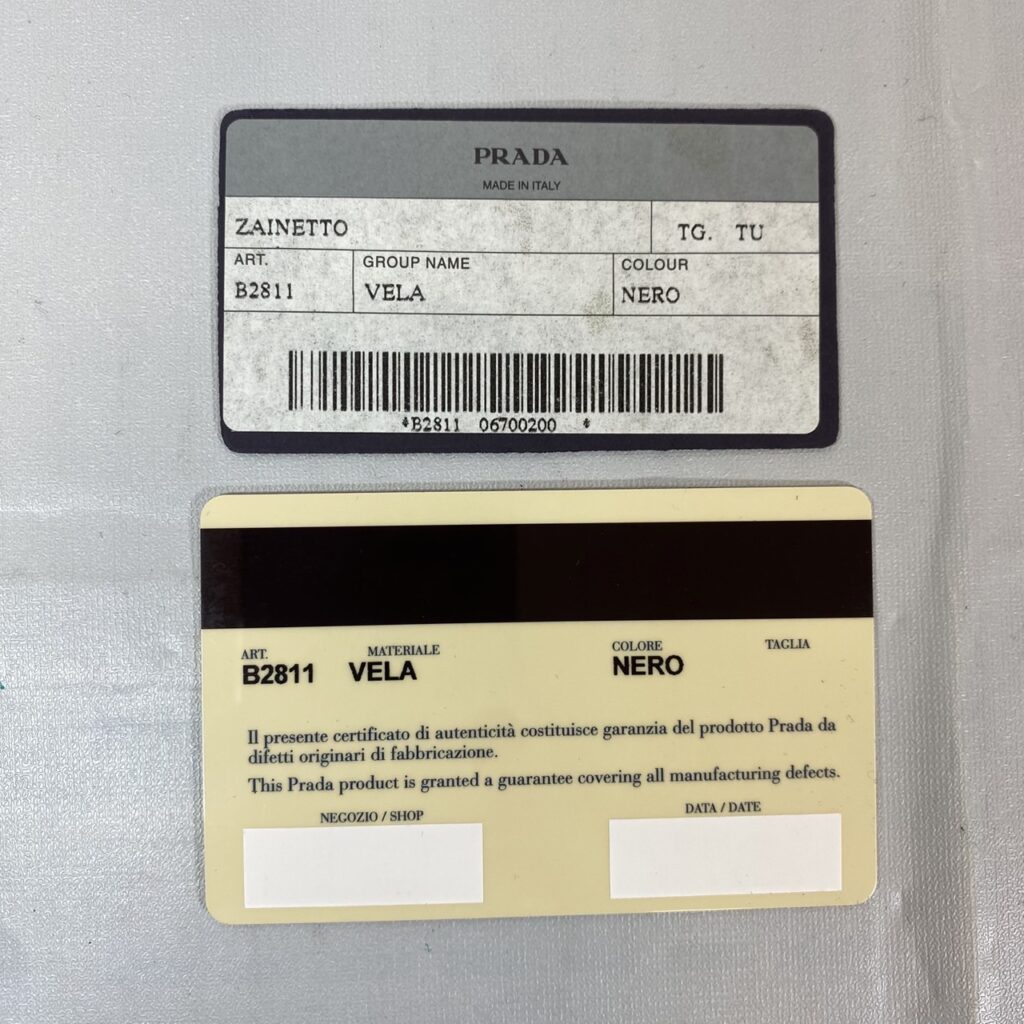 PRADA
MADE IN ITALY
ZAINETTO TG. TU
ART. GROUP NAME COLOUR
B2811 VELA NERO
*B2811 06700200 *
ART. MATERIALE COLORE TAGLIA
B2811 VELA NERO
Il presente certificato di autenticità costituisce garanzia del prodotto Prada da
difetti originari di fabbricazione.
This Prada product is granted a guarantee covering all manufacturing defects.
NEGOZIO / SHOP DATA / DATE